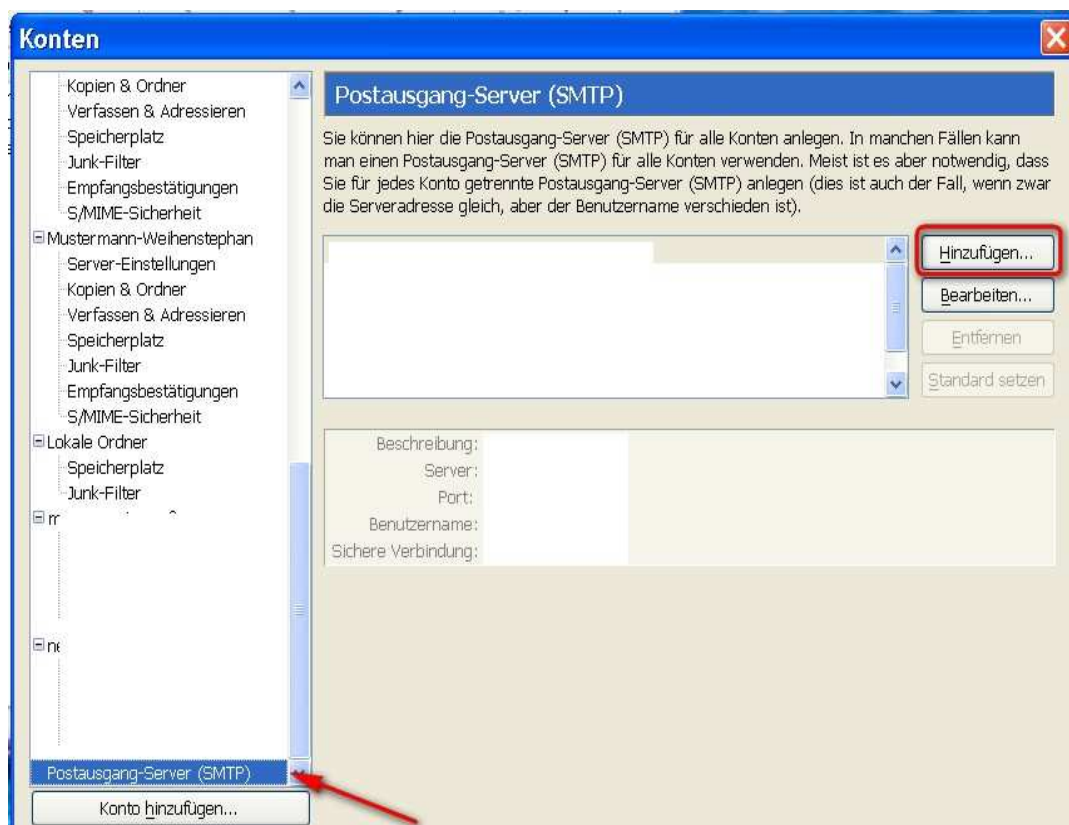 Konten
Kopien & Ordner
Verfassen & Adressieren
Speicherplatz
Junk-Filter
Empfangsbestätigungen
S/MIME-Sicherheit
Mustermann-Weihenstephan
Server-Einstellungen
Kopien & Ordner
Verfassen & Adressieren
Speicherplatz
Junk-Filter
Empfangsbestätigungen
S/MIME-Sicherheit
Lokale Ordner
Speicherplatz
Junk-Filter
Postausgang-Server (SMTP)
Konto hinzufügen...
Postausgang-Server (SMTP)
Sie können hier die Postausgang-Server (SMTP) für alle Konten anlegen. In manchen Fällen kann
man einen Postausgang-Server (SMTP) für alle Konten verwenden. Meist ist es aber notwendig, dass
Sie für jedes Konto getrennte Postausgang-Server (SMTP) anlegen (dies ist auch der Fall, wenn zwar
die Serveradresse gleich, aber der Benutzername verschieden ist).
Hinzufügen...
Bearbeiten...
Entfernen
Standard setzen
Beschreibung:
Server:
Port:
Benutzername:
Sichere Verbindung: